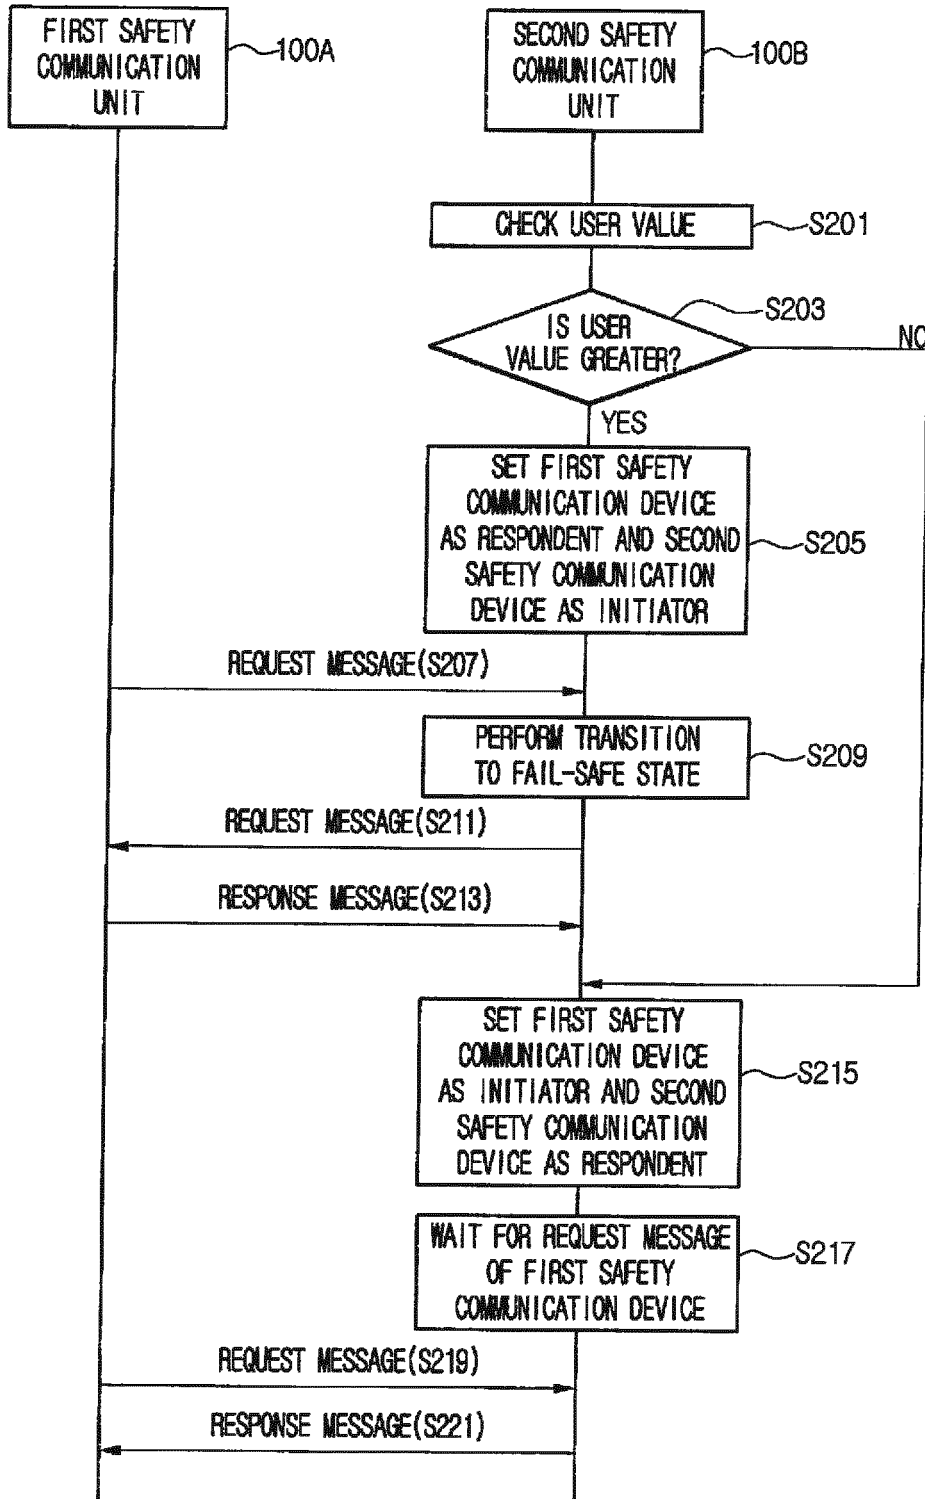 FIRST SAFETY
COMMUNICATION
UNIT
100A
SECOND SAFETY
COMMUNICATION
UNIT
100B
CHECK USER VALUE
S201
IS USER
VALUE GREATER?
S203
NO
YES
SET FIRST SAFETY
COMMUNICATION DEVICE
AS RESPONDENT AND SECOND
SAFETY COMMUNICATION
DEVICE AS INITIATOR
S205
REQUEST MESSAGE(S207)
PERFORM TRANSITION
TO FAIL-SAFE STATE
S209
REQUEST MESSAGE(S211)
RESPONSE MESSAGE(S213)
SET FIRST SAFETY
COMMUNICATION DEVICE
AS INITIATOR AND SECOND
SAFETY COMMUNICATION
DEVICE AS RESPONDENT
S215
WAIT FOR REQUEST MESSAGE
OF FIRST SAFETY
COMMUNICATION DEVICE
S217
REQUEST MESSAGE(S219)
RESPONSE MESSAGE(S221)